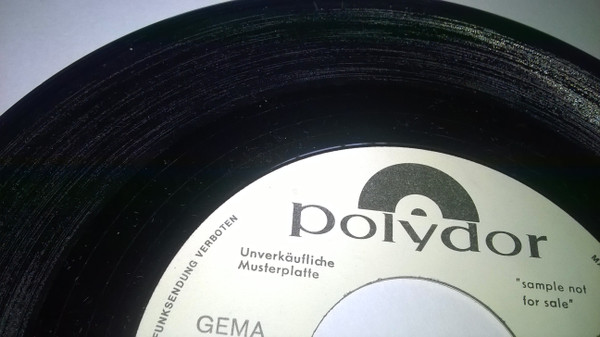 polydor
Unverkäufliche
Musterplatte
"sample not
for sale"
FUNKSENDUNG VERBOTEN
GEMA